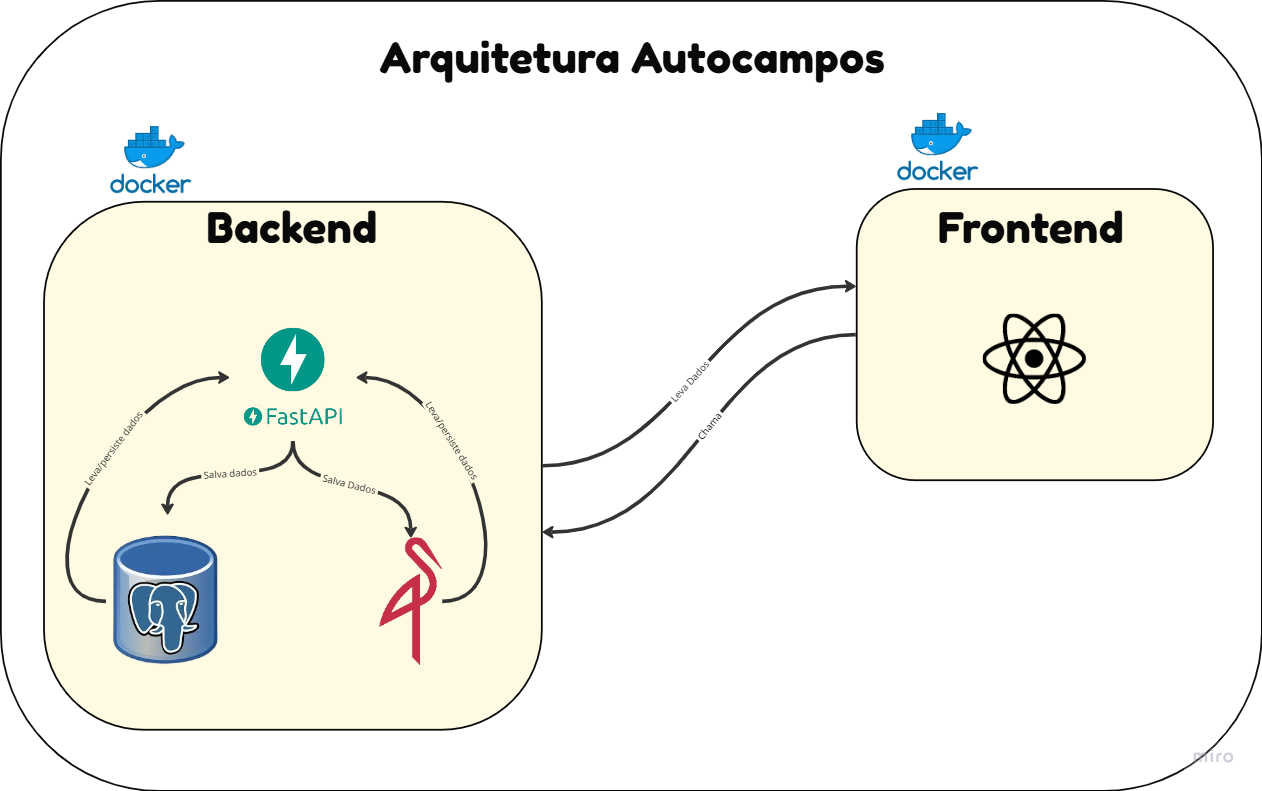 Arquitetura Autocampos
docker
docker
Backend
Frontend
FastAPI
Leva/persiste dados
Leva/persiste dados
Salva dados
Salva Dados
Leva Dados
Chama
miro